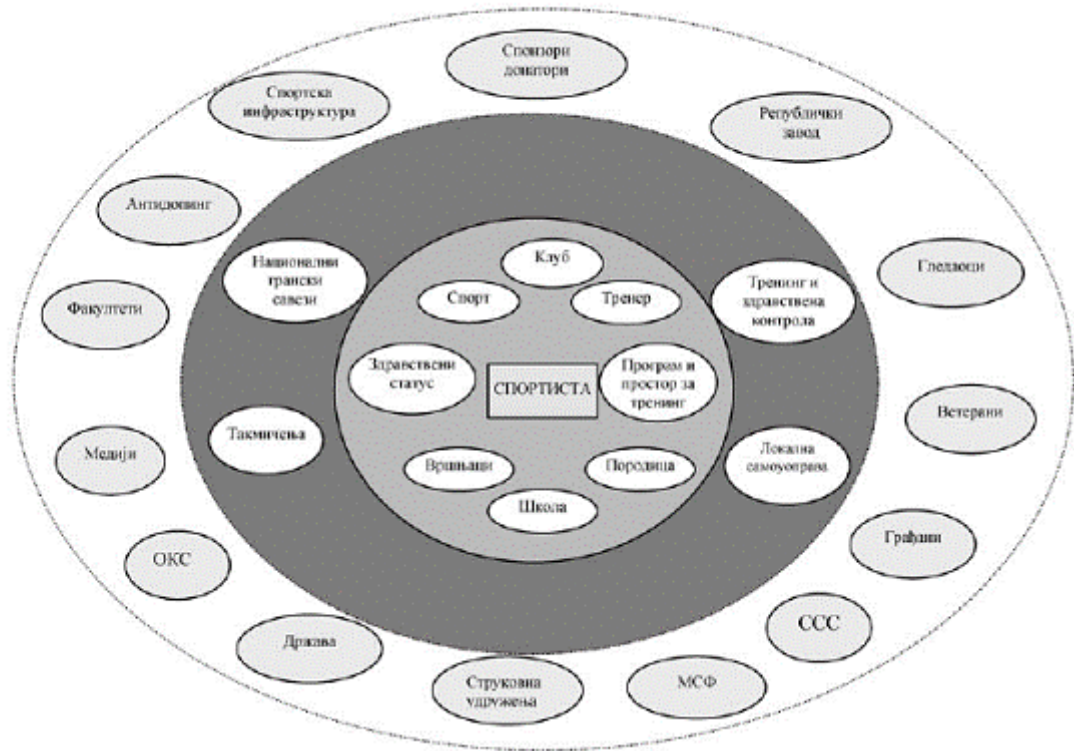 Спонзори
донатори
Спортска
инфраструктура
Републички
завод
Антидопинг
Гледаоци
Факултети
Ветерани
Медији
Грађани
ОКС
ССС
Држава
Струковна
удружења
МСФ
Национални
грански
савези
Тренинг и
здравствена
контрола
Такмичења
Локална
самоуоправа
Клуб
Спорт
Тренер
Здравствени
статус
СПОРТИСТА
Програм и
простор за
тренинг
Вршњаци
Породица
Школа